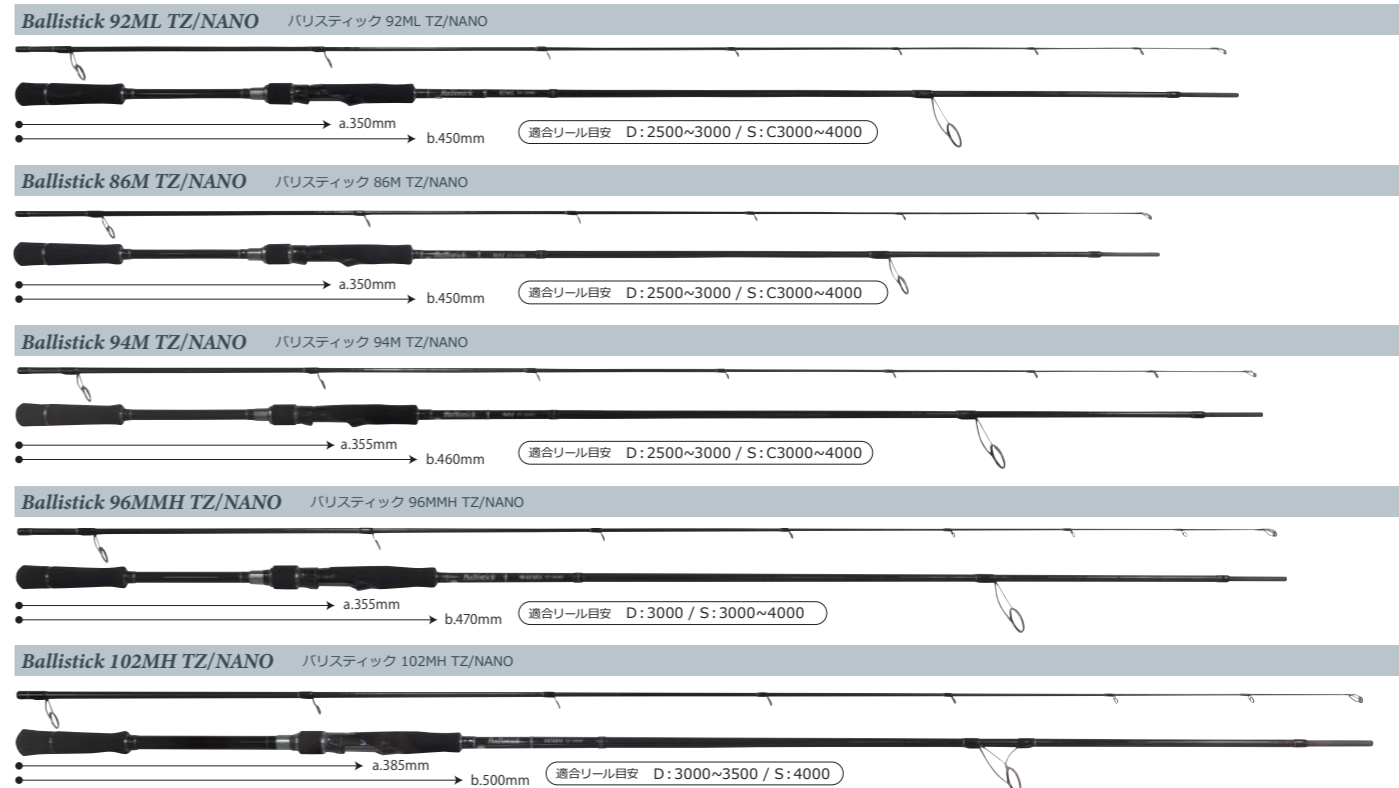 Ballistick 92ML TZ/NANO バリスティック 92ML TZ/NANO
Ballistick
a.350mm
b.450mm
適合リール目安 D:2500~3000 / S:C3000~4000
Ballistick 86M TZ/NANO バリスティック 86M TZ/NANO
Ballistick
a.350mm
b.450mm
適合リール目安 D:2500~3000 / S:C3000~4000
Ballistick 94M TZ/NANO バリスティック 94M TZ/NANO
Ballistick
a.355mm
b.460mm
適合リール目安 D:2500~3000 / S:C3000~4000
Ballistick 96MMH TZ/NANO バリスティック 96MMH TZ/NANO
Ballistick
a.355mm
b.470mm
適合リール目安 D:3000 / S:3000~4000
Ballistick 102MH TZ/NANO バリスティック 102MH TZ/NANO
Ballistick
a.385mm
b.500mm
適合リール目安 D:3000~3500 / S:4000